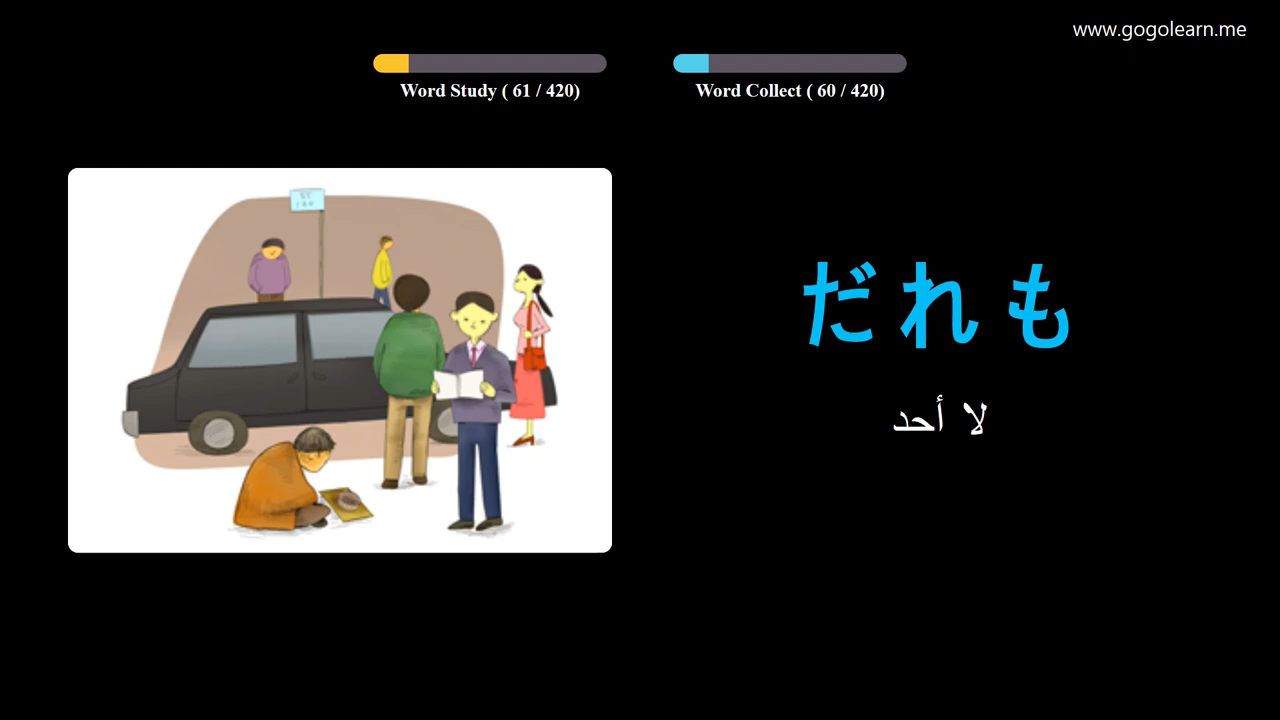 www.gogolearn.me
Word Study ( 61 / 420)
Word Collect ( 60 / 420)
だれも
لا أحد